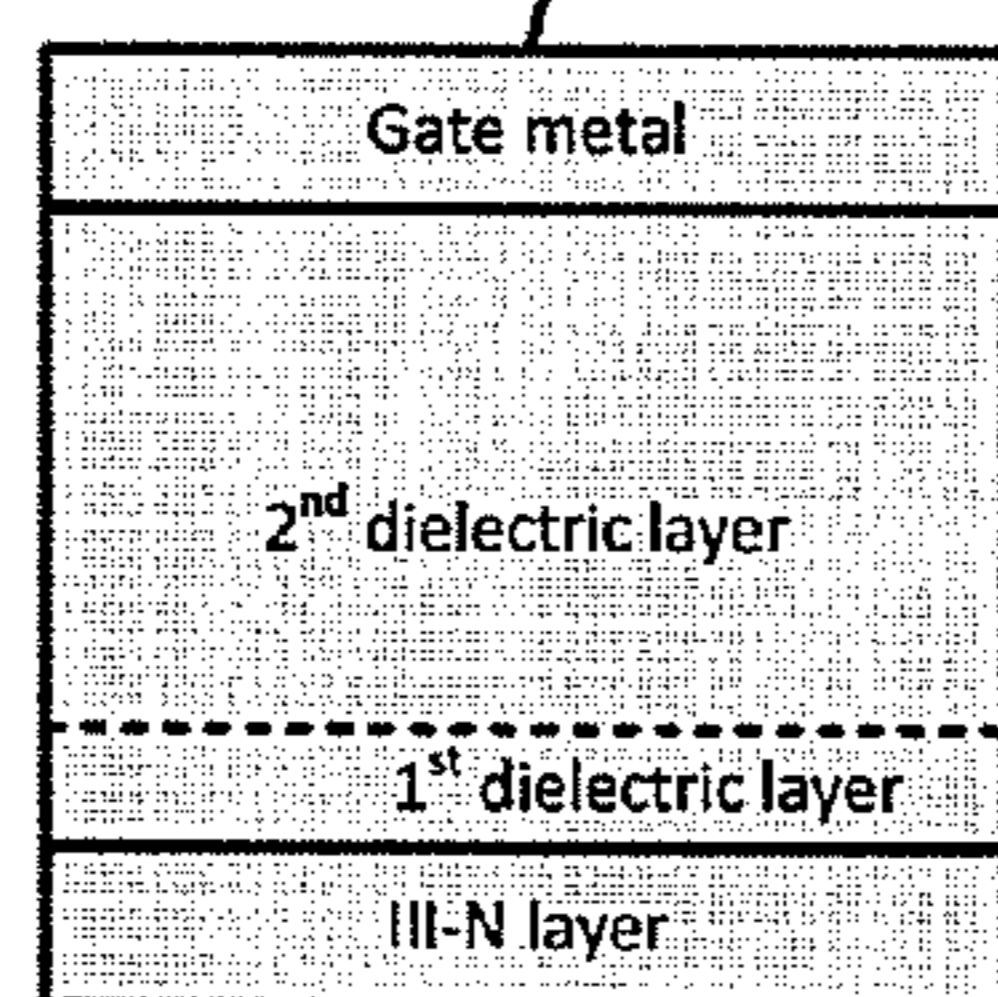 Gate metal
2nd dielectric layer
1st dielectric layer
III-N layer